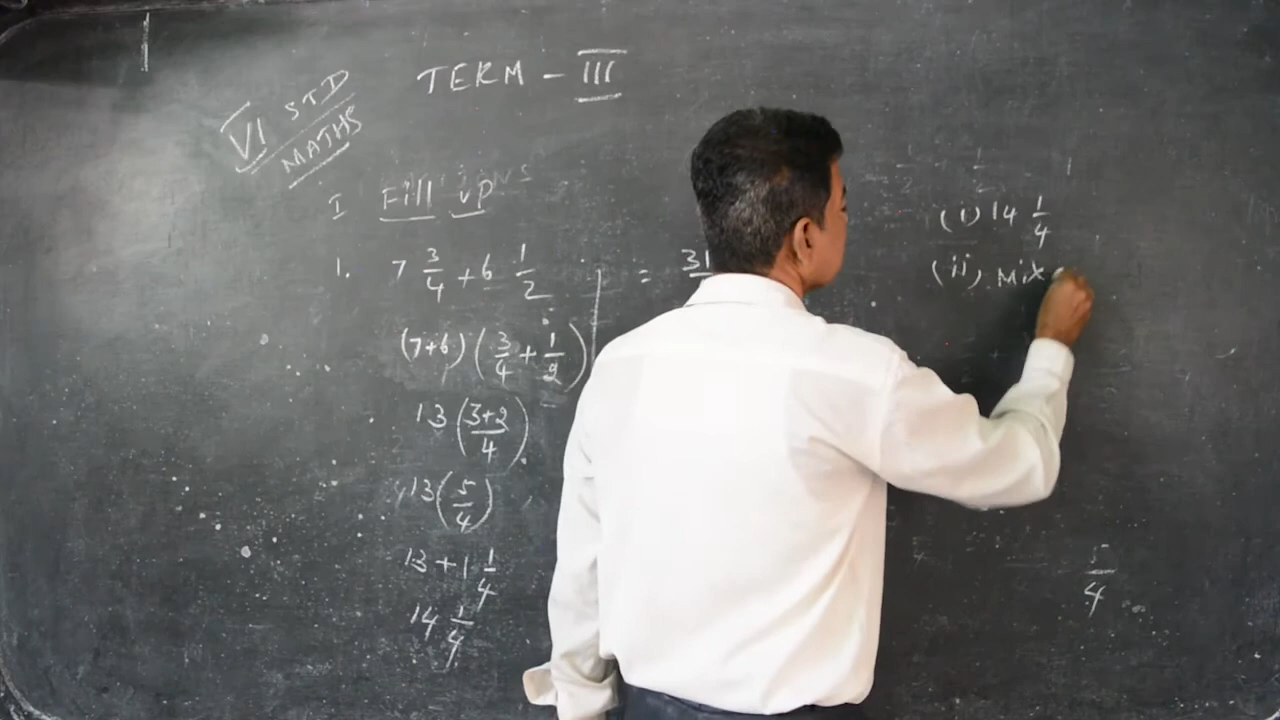 TERM - III
VI STD
MATHS
I Fill up
1. 7 3/4 + 6 1/2 = 31
(7+6) (3/4 + 1/2)
13 (3+2/4)
13 (5/4)
13 + 1 1/4
14 1/4
(i) 14 1/4
(ii) Mix
5/4